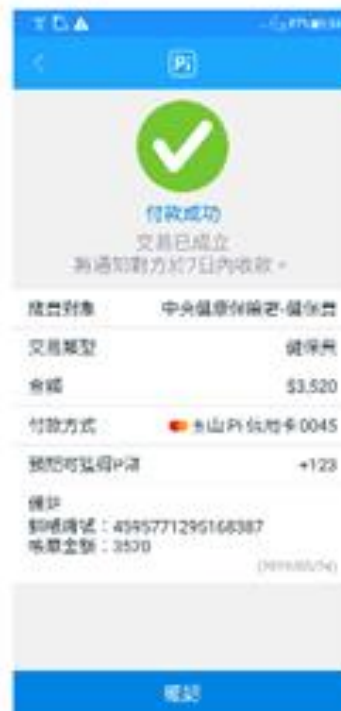 Pi
付款成功
交易已成立
將通知對方於7日內收款。
繳費對象 中央健康保險署-健保費
交易類型 健保費
金額 $3,520
付款方式 玉山 Pi 信用卡 0045
預估可獲得P幣 +123
備註
銷帳編號：4595771295168387
帳單金額：3520
確認